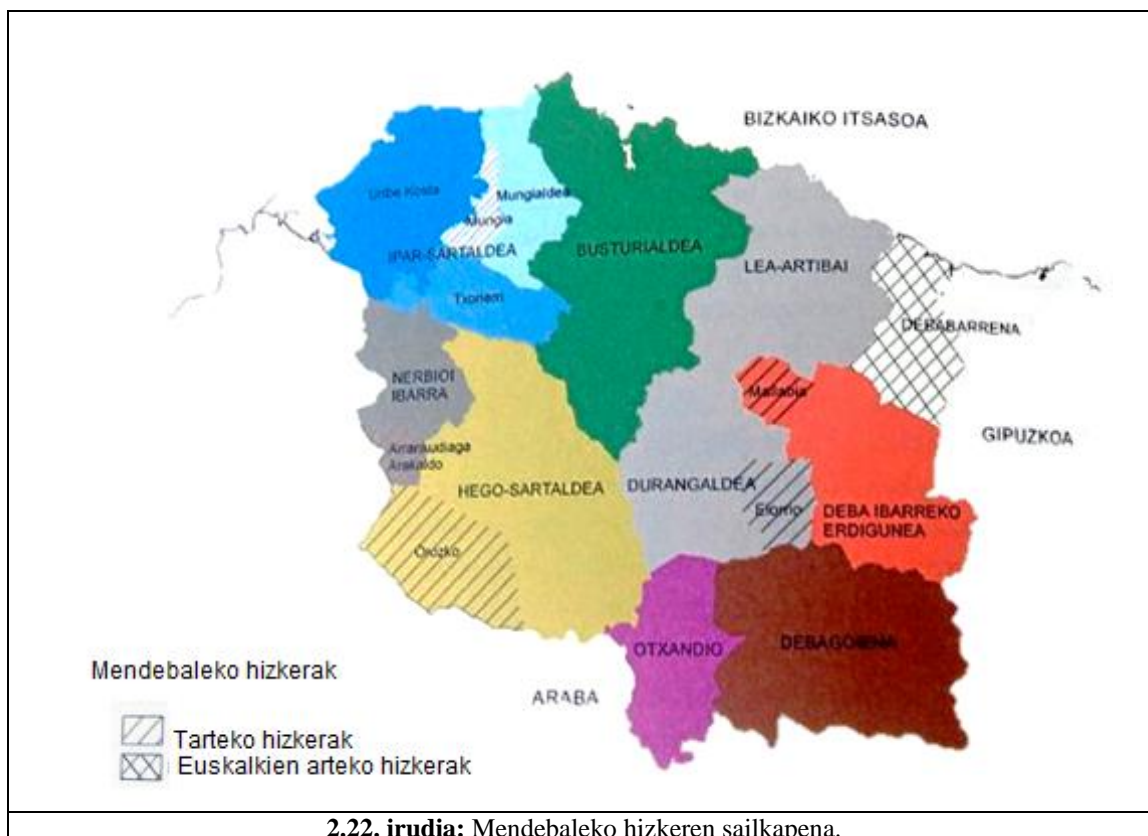 BIZKAIKO ITSASOA
Uribe Kosta
Mungialdea
Mungia
IPAR-SARTALDEA
BUSTURIALDEA
LEA-ARTIBAI
Txorierri
DEBABARRENA
NERBIOI
IBARRA
Mallabia
GIPUZKOA
Arrankudiaga
Arakaldo
HEGO-SARTALDEA
DURANGALDEA
Elorrio
DEBA IBARREKO
ERDIGUNEA
Orozko
OTXANDIO
DEBAGOIENA
Mendebaleko hizkerak
ARABA
Tarteko hizkerak
Euskalkien arteko hizkerak
2.22. irudia: Mendebaleko hizkeren sailkapena.